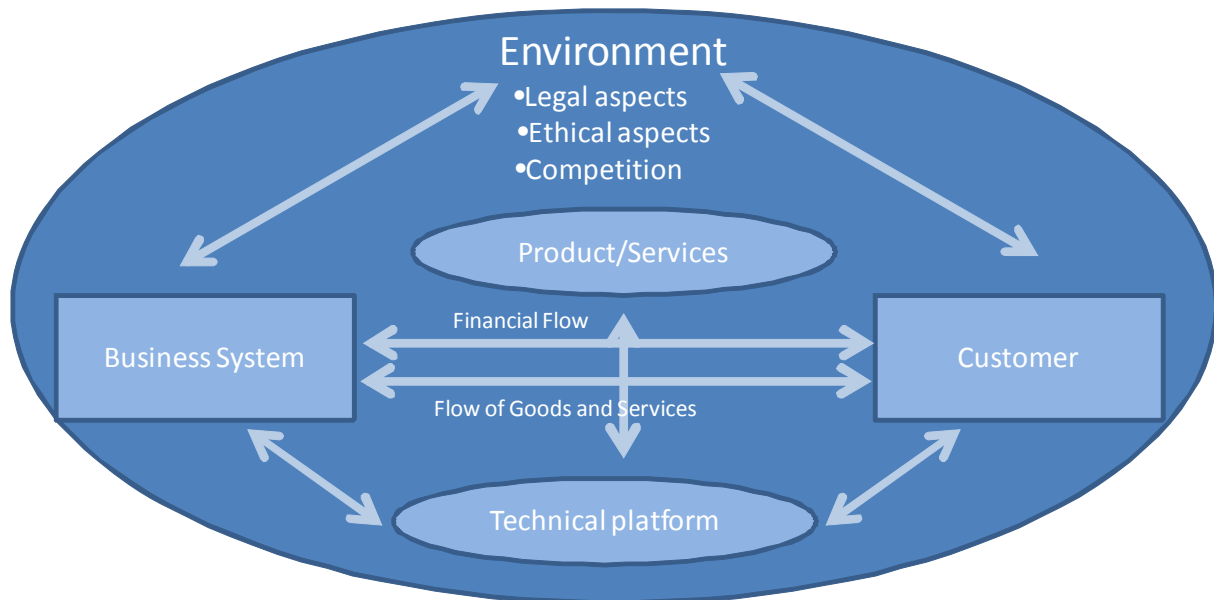 Environment
•Legal aspects
•Ethical aspects
•Competition
Product/Services
Financial Flow
Business System
Customer
Flow of Goods and Services
Technical platform